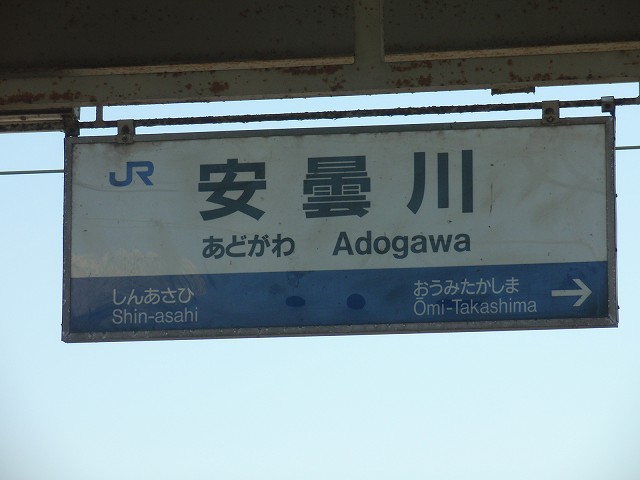 JR
安曇川
あどがわ Adogawa
しんあさひ
Shin-asahi
おうみたかしま
Ōmi-Takashima →